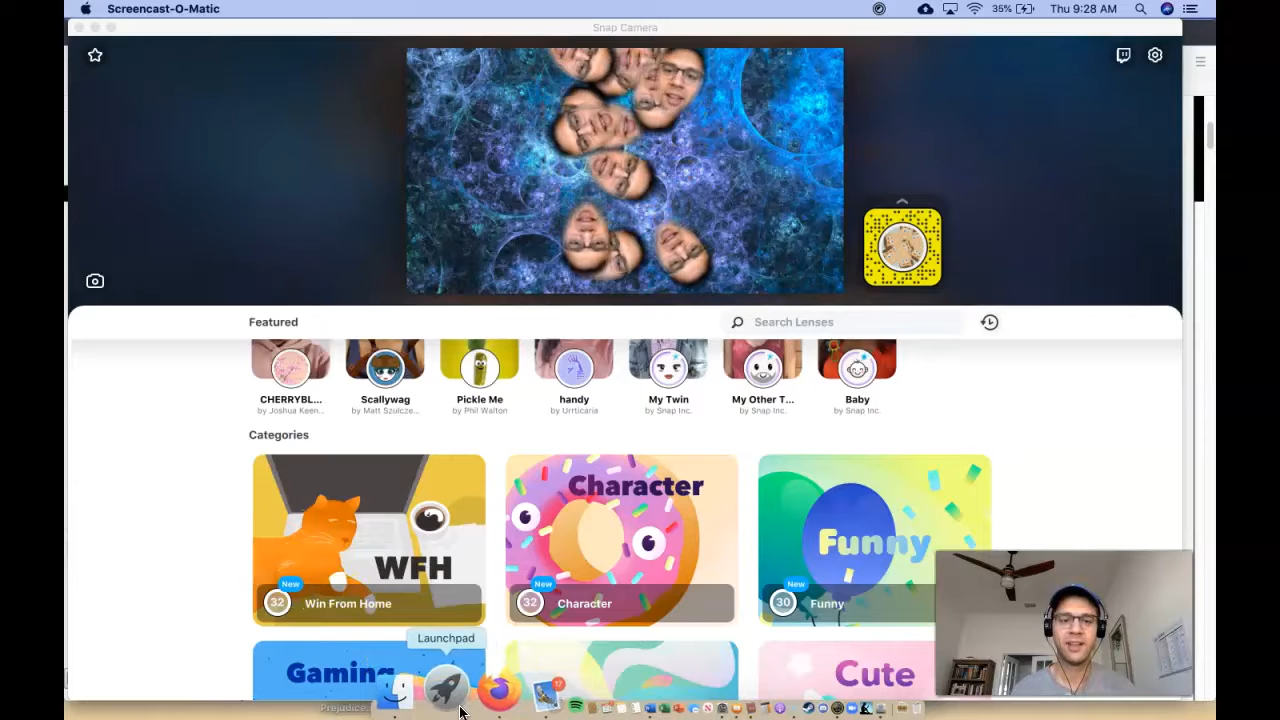 Screencast-O-Matic 35% Thu 9:28 AM
Snap Camera
Featured Search Lenses
CHERRYBL... Scallywag Pickle Me handy My Twin My Other T... Baby
by Joshua Keen... by Matt Szulcze... by Phil Walton by Urrticaria by Snap Inc. by Snap Inc. by Snap Inc.
Categories
WFH Character Funny
New New New
32 Win From Home 32 Character 30 Funny
Launchpad
Gaming Cute
17
Prejudice